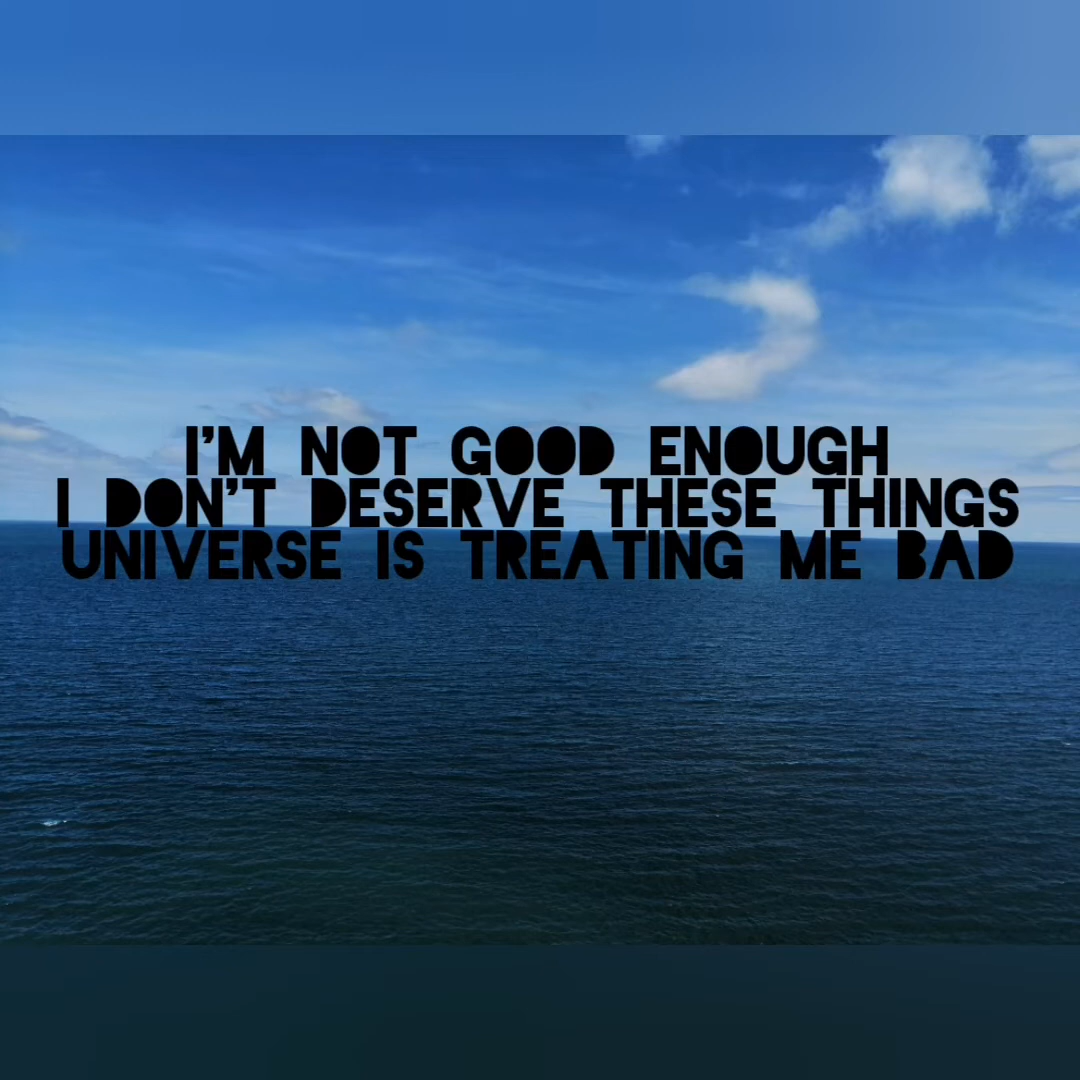 I'M NOT GOOD ENOUGH
I DON'T DESERVE THESE THINGS
UNIVERSE IS TREATING ME BAD